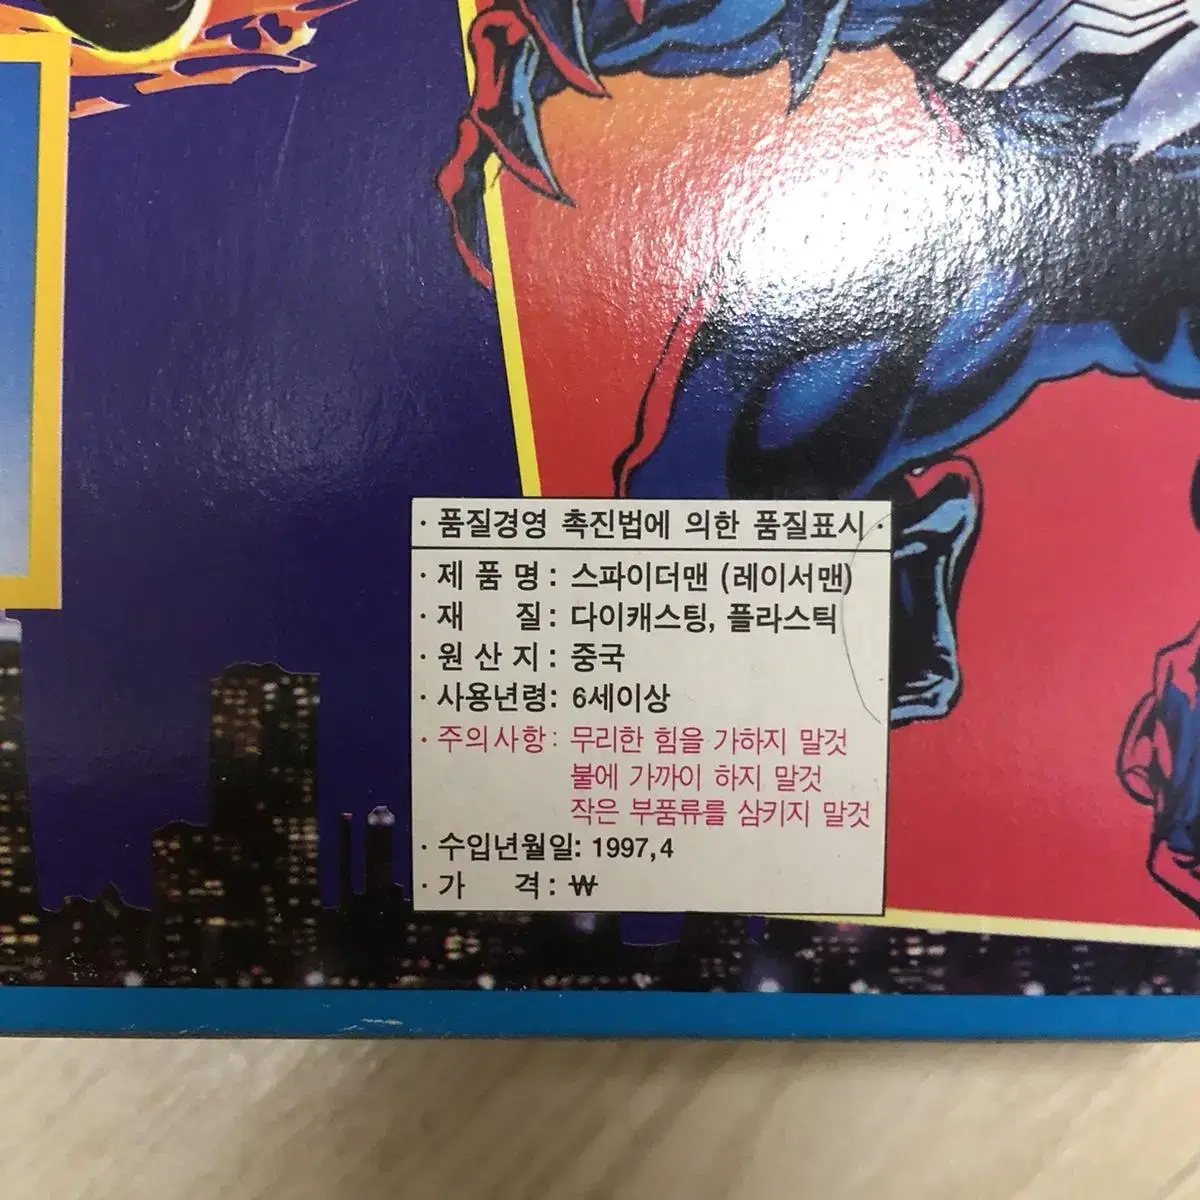 · 품질경영 촉진법에 의한 품질표시 ·
· 제 품 명 : 스파이더맨 (레이서맨)
· 재 질 : 다이캐스팅, 플라스틱
· 원 산 지 : 중국
· 사용년령: 6세이상
· 주의사항 : 무리한 힘을 가하지 말것
불에 가까이 하지 말것
작은 부품류를 삼키지 말것
· 수입년월일: 1997,4
· 가 격 : ₩